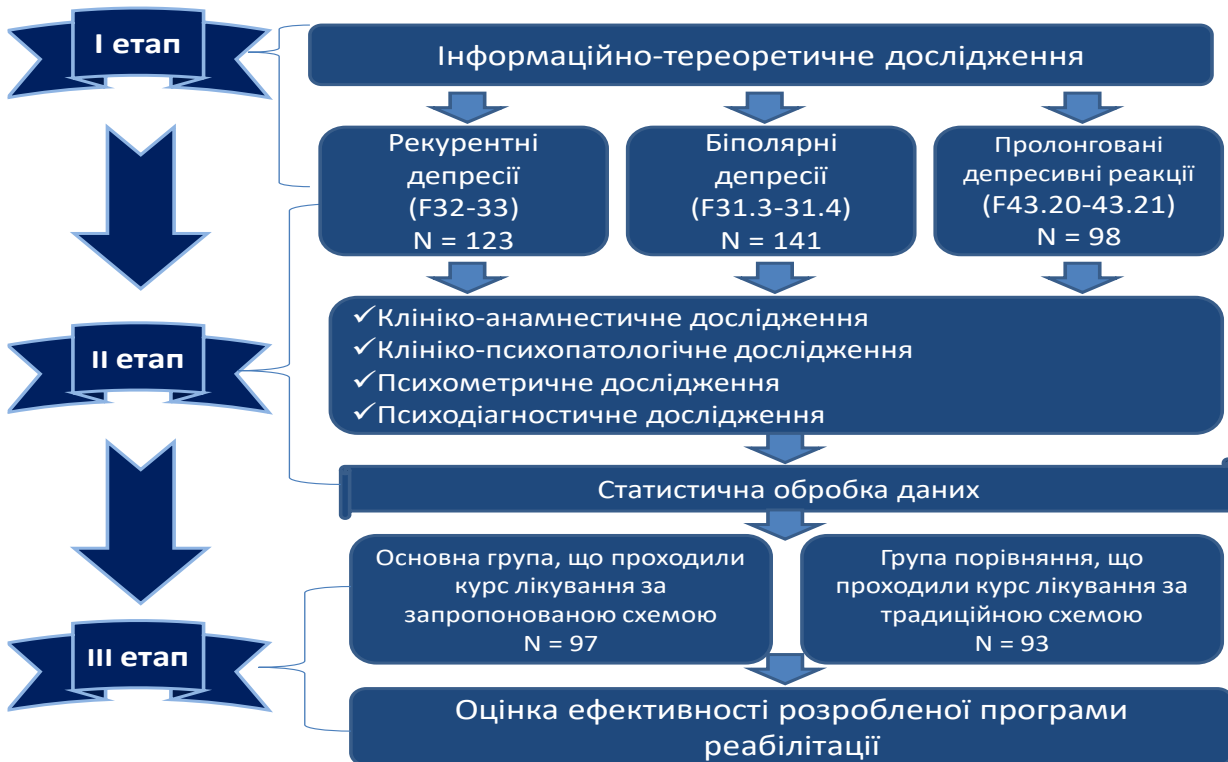 І етап
Інформаційно-тереоретичне дослідження
Рекурентні
депресії
(F32-33)
N = 123
Біполярні
депресії
(F31.3-31.4)
N = 141
Пролонговані
депресивні реакції
(F43.20-43.21)
N = 98
ІІ етап
✓Клініко-анамнестичне дослідження
✓Клініко-психопатологічне дослідження
✓Психометричне дослідження
✓Психодіагностичне дослідження
Статистична обробка даних
ІІІ етап
Основна група, що проходили
курс лікування за
запропонованою схемою
N = 97
Група порівняння, що
проходили курс лікування за
традиційною схемою
N = 93
Оцінка ефективності розробленої програми
реабілітації